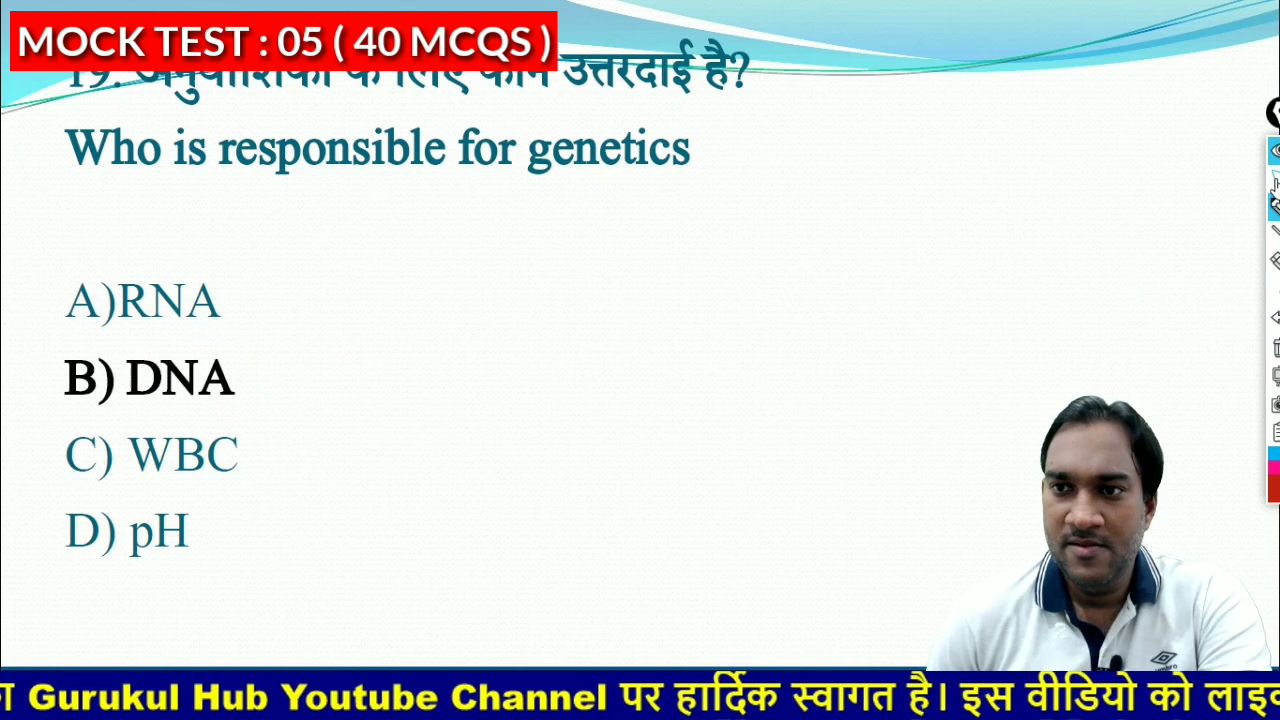 MOCK TEST : 05 ( 40 MCQS )
19. के लिए कौन उत्तरदाई है?
Who is responsible for genetics
A)RNA
B) DNA
C) WBC
D) pH
Gurukul Hub Youtube Channel पर हार्दिक स्वागत है। इस वीडियो को